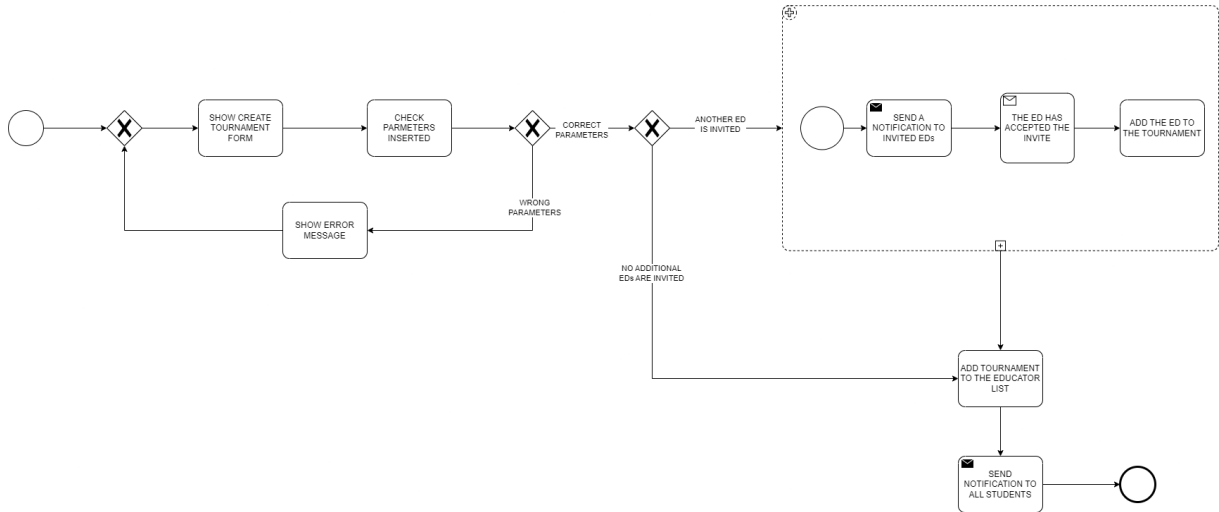 SHOW CREATE
TOURNAMENT
FORM
CHECK
PARMETERS
INSERTED
CORRECT
PARAMETERS
ANOTHER ED
IS INVITED
SEND A
NOTIFICATION TO
INVITED EDs
THE ED HAS
ACCEPTED THE
INVITE
ADD THE ED TO
THE TOURNAMENT
WRONG
PARAMETERS
SHOW ERROR
MESSAGE
NO ADDITIONAL
EDs ARE INVITED
ADD TOURNAMENT
TO THE EDUCATOR
LIST
SEND
NOTIFICATION TO
ALL STUDENTS